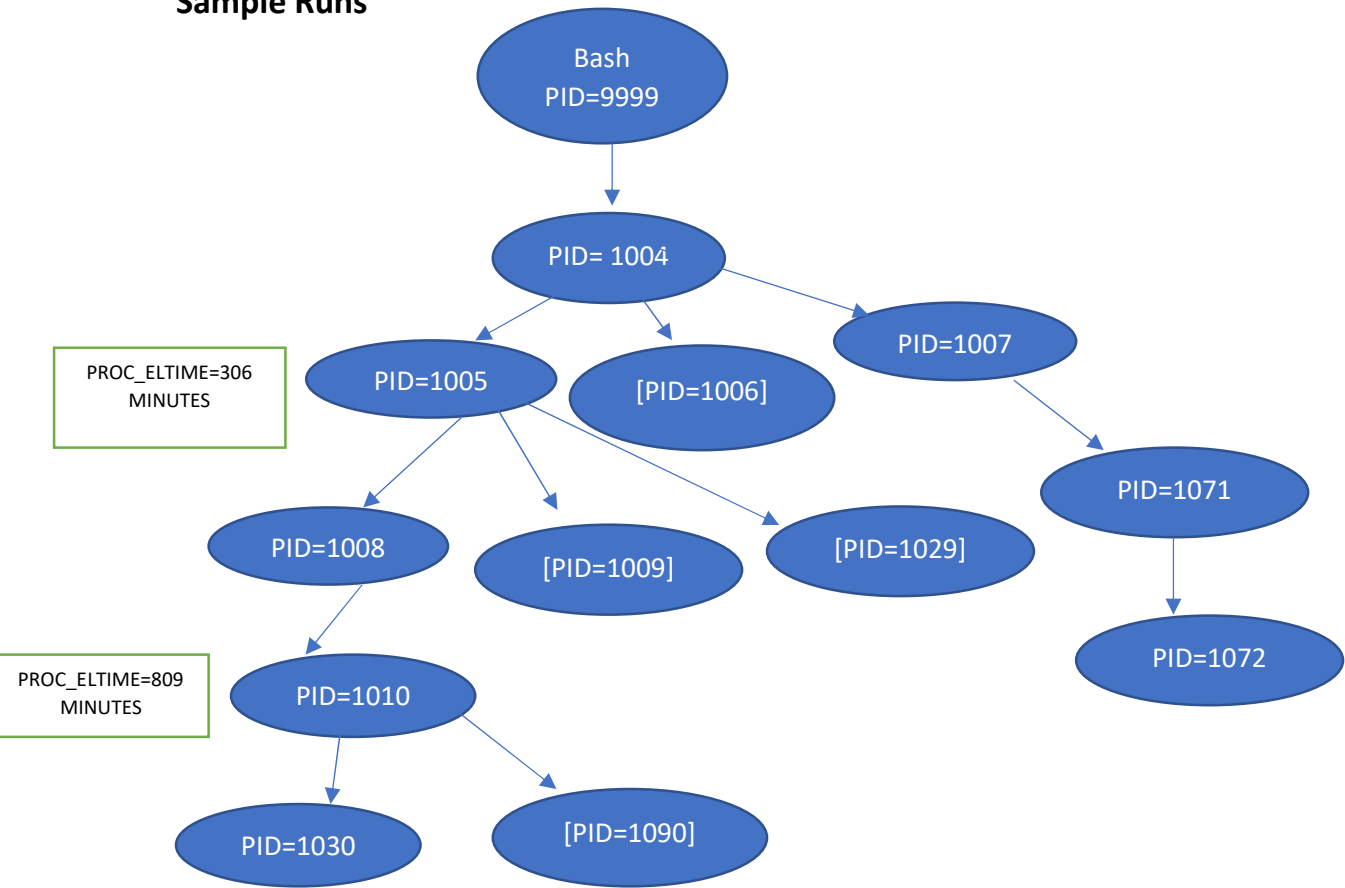 Sample Runs
Bash
PID=9999
PID= 1004
PID=1007
PROC_ELTIME=306
MINUTES
PID=1005
[PID=1006]
PID=1071
PID=1008
[PID=1009]
[PID=1029]
PID=1072
PROC_ELTIME=809
MINUTES
PID=1010
PID=1030
[PID=1090]